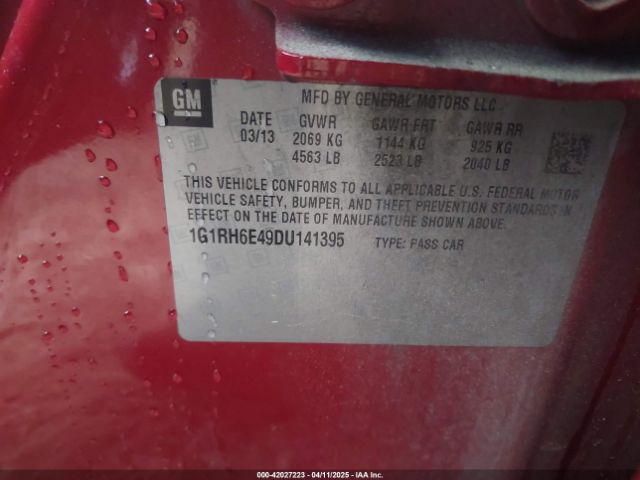 GM
MFD BY GENERAL MOTORS LLC
DATE GVWR GAWR FRT GAWR RR
03/13 2069 KG 1144 KG 925 KG
4563 LB 2523 LB 2040 LB
THIS VEHICLE CONFORMS TO ALL APPLICABLE U.S. FEDERAL MOTOR
VEHICLE SAFETY, BUMPER, AND THEFT PREVENTION STANDARDS IN
EFFECT ON THE DATE OF MANUFACTURE SHOWN ABOVE.
1G1RH6E49DU141395 TYPE: PASS CAR
000-42027223 - 04/11/2025 - IAA Inc.